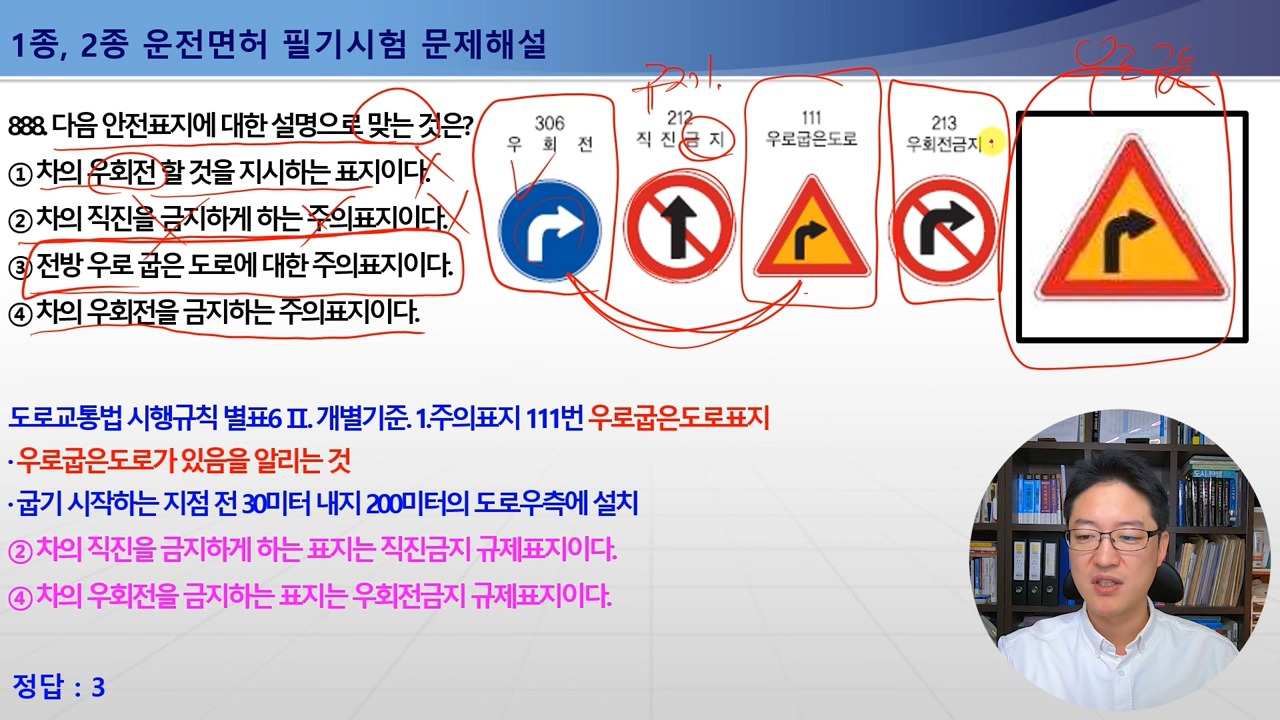 1종, 2종 운전면허 필기시험 문제해설
888. 다음 안전표지에 대한 설명으로 맞는 것은?
① 차의 우회전 할 것을 지시하는 표지이다.
② 차의 직진을 금지하게 하는 주의표지이다.
③ 전방 우로 굽은 도로에 대한 주의표지이다.
④ 차의 우회전을 금지하는 주의표지이다.
306
우 회 전
212
직 진 금 지
111
우로굽은도로
213
우회전금지
우로 굽은
도로교통법 시행규칙 별표6 Ⅱ. 개별기준. 1.주의표지 111번 우로굽은도로표지
· 우로굽은도로가 있음을 알리는 것
· 굽기 시작하는 지점 전 30미터 내지 200미터의 도로우측에 설치
② 차의 직진을 금지하게 하는 표지는 직진금지 규제표지이다.
④ 차의 우회전을 금지하는 표지는 우회전금지 규제표지이다.
정답 : 3